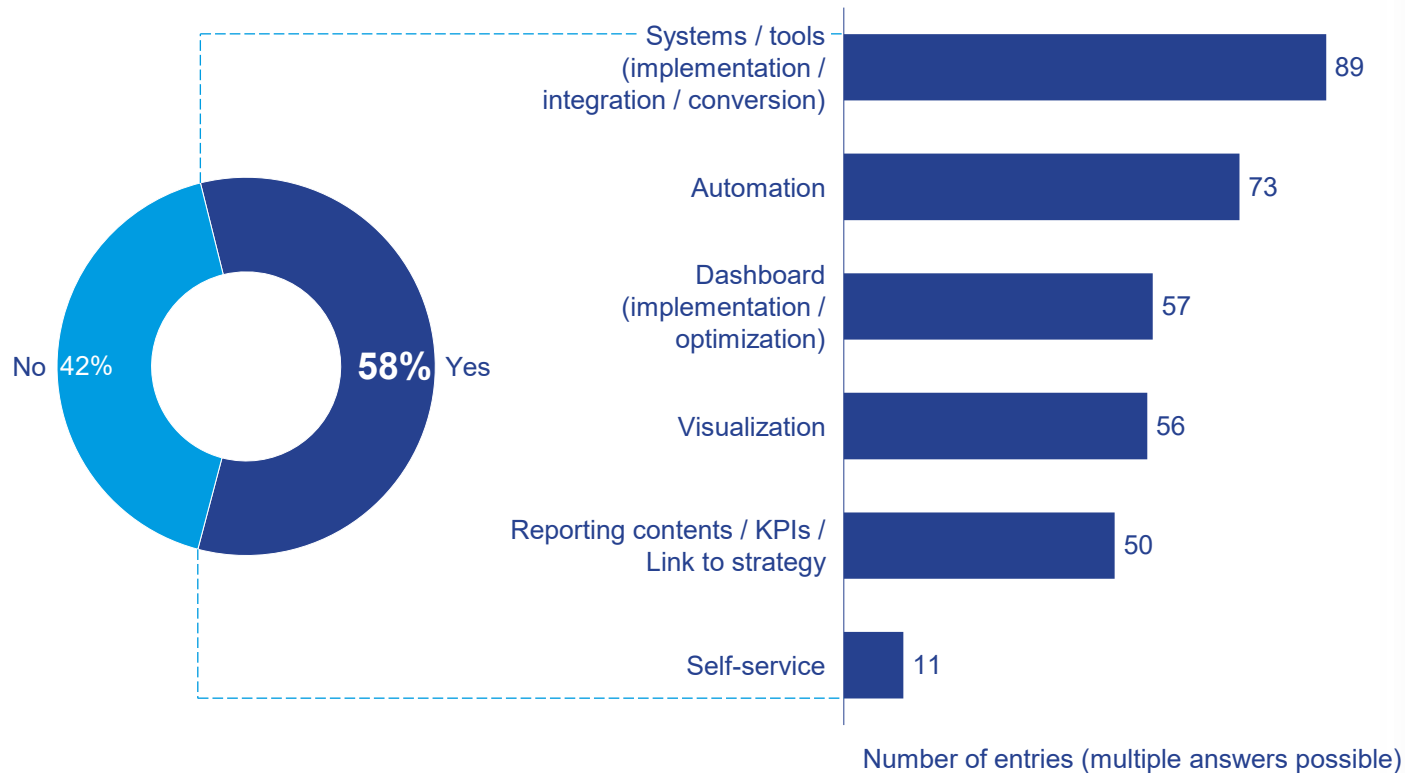 Systems / tools
(implementation /
integration / conversion)
89
Automation
73
Dashboard
(implementation /
optimization)
57
No 42%
58% Yes
Visualization
56
Reporting contents / KPIs /
Link to strategy
50
Self-service
11
Number of entries (multiple answers possible)